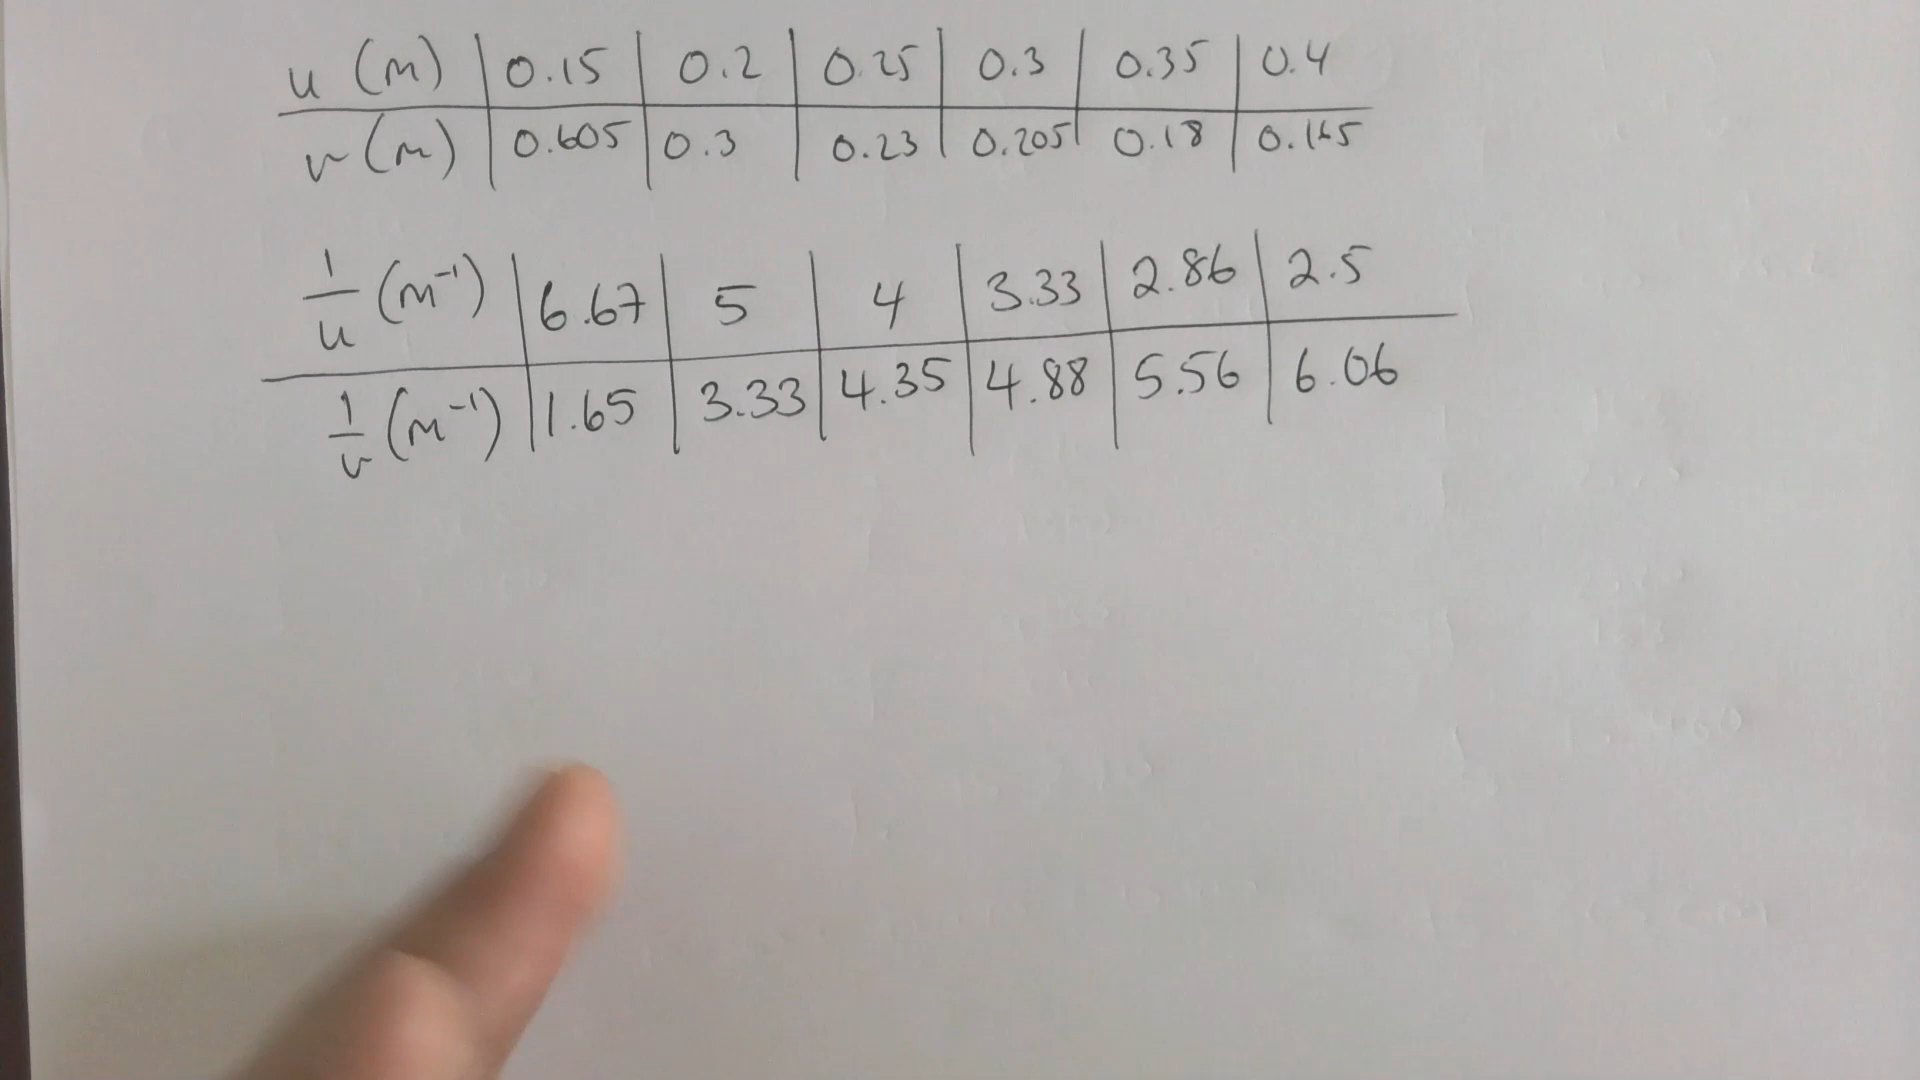 u (m) | 0.15 | 0.2 | 0.25 | 0.3 | 0.35 | 0.4
v (m) | 0.605 | 0.3 | 0.23 | 0.205 | 0.18 | 0.165
1/u (m⁻¹) | 6.67 | 5 | 4 | 3.33 | 2.86 | 2.5
1/v (m⁻¹) | 1.65 | 3.33 | 4.35 | 4.88 | 5.56 | 6.06